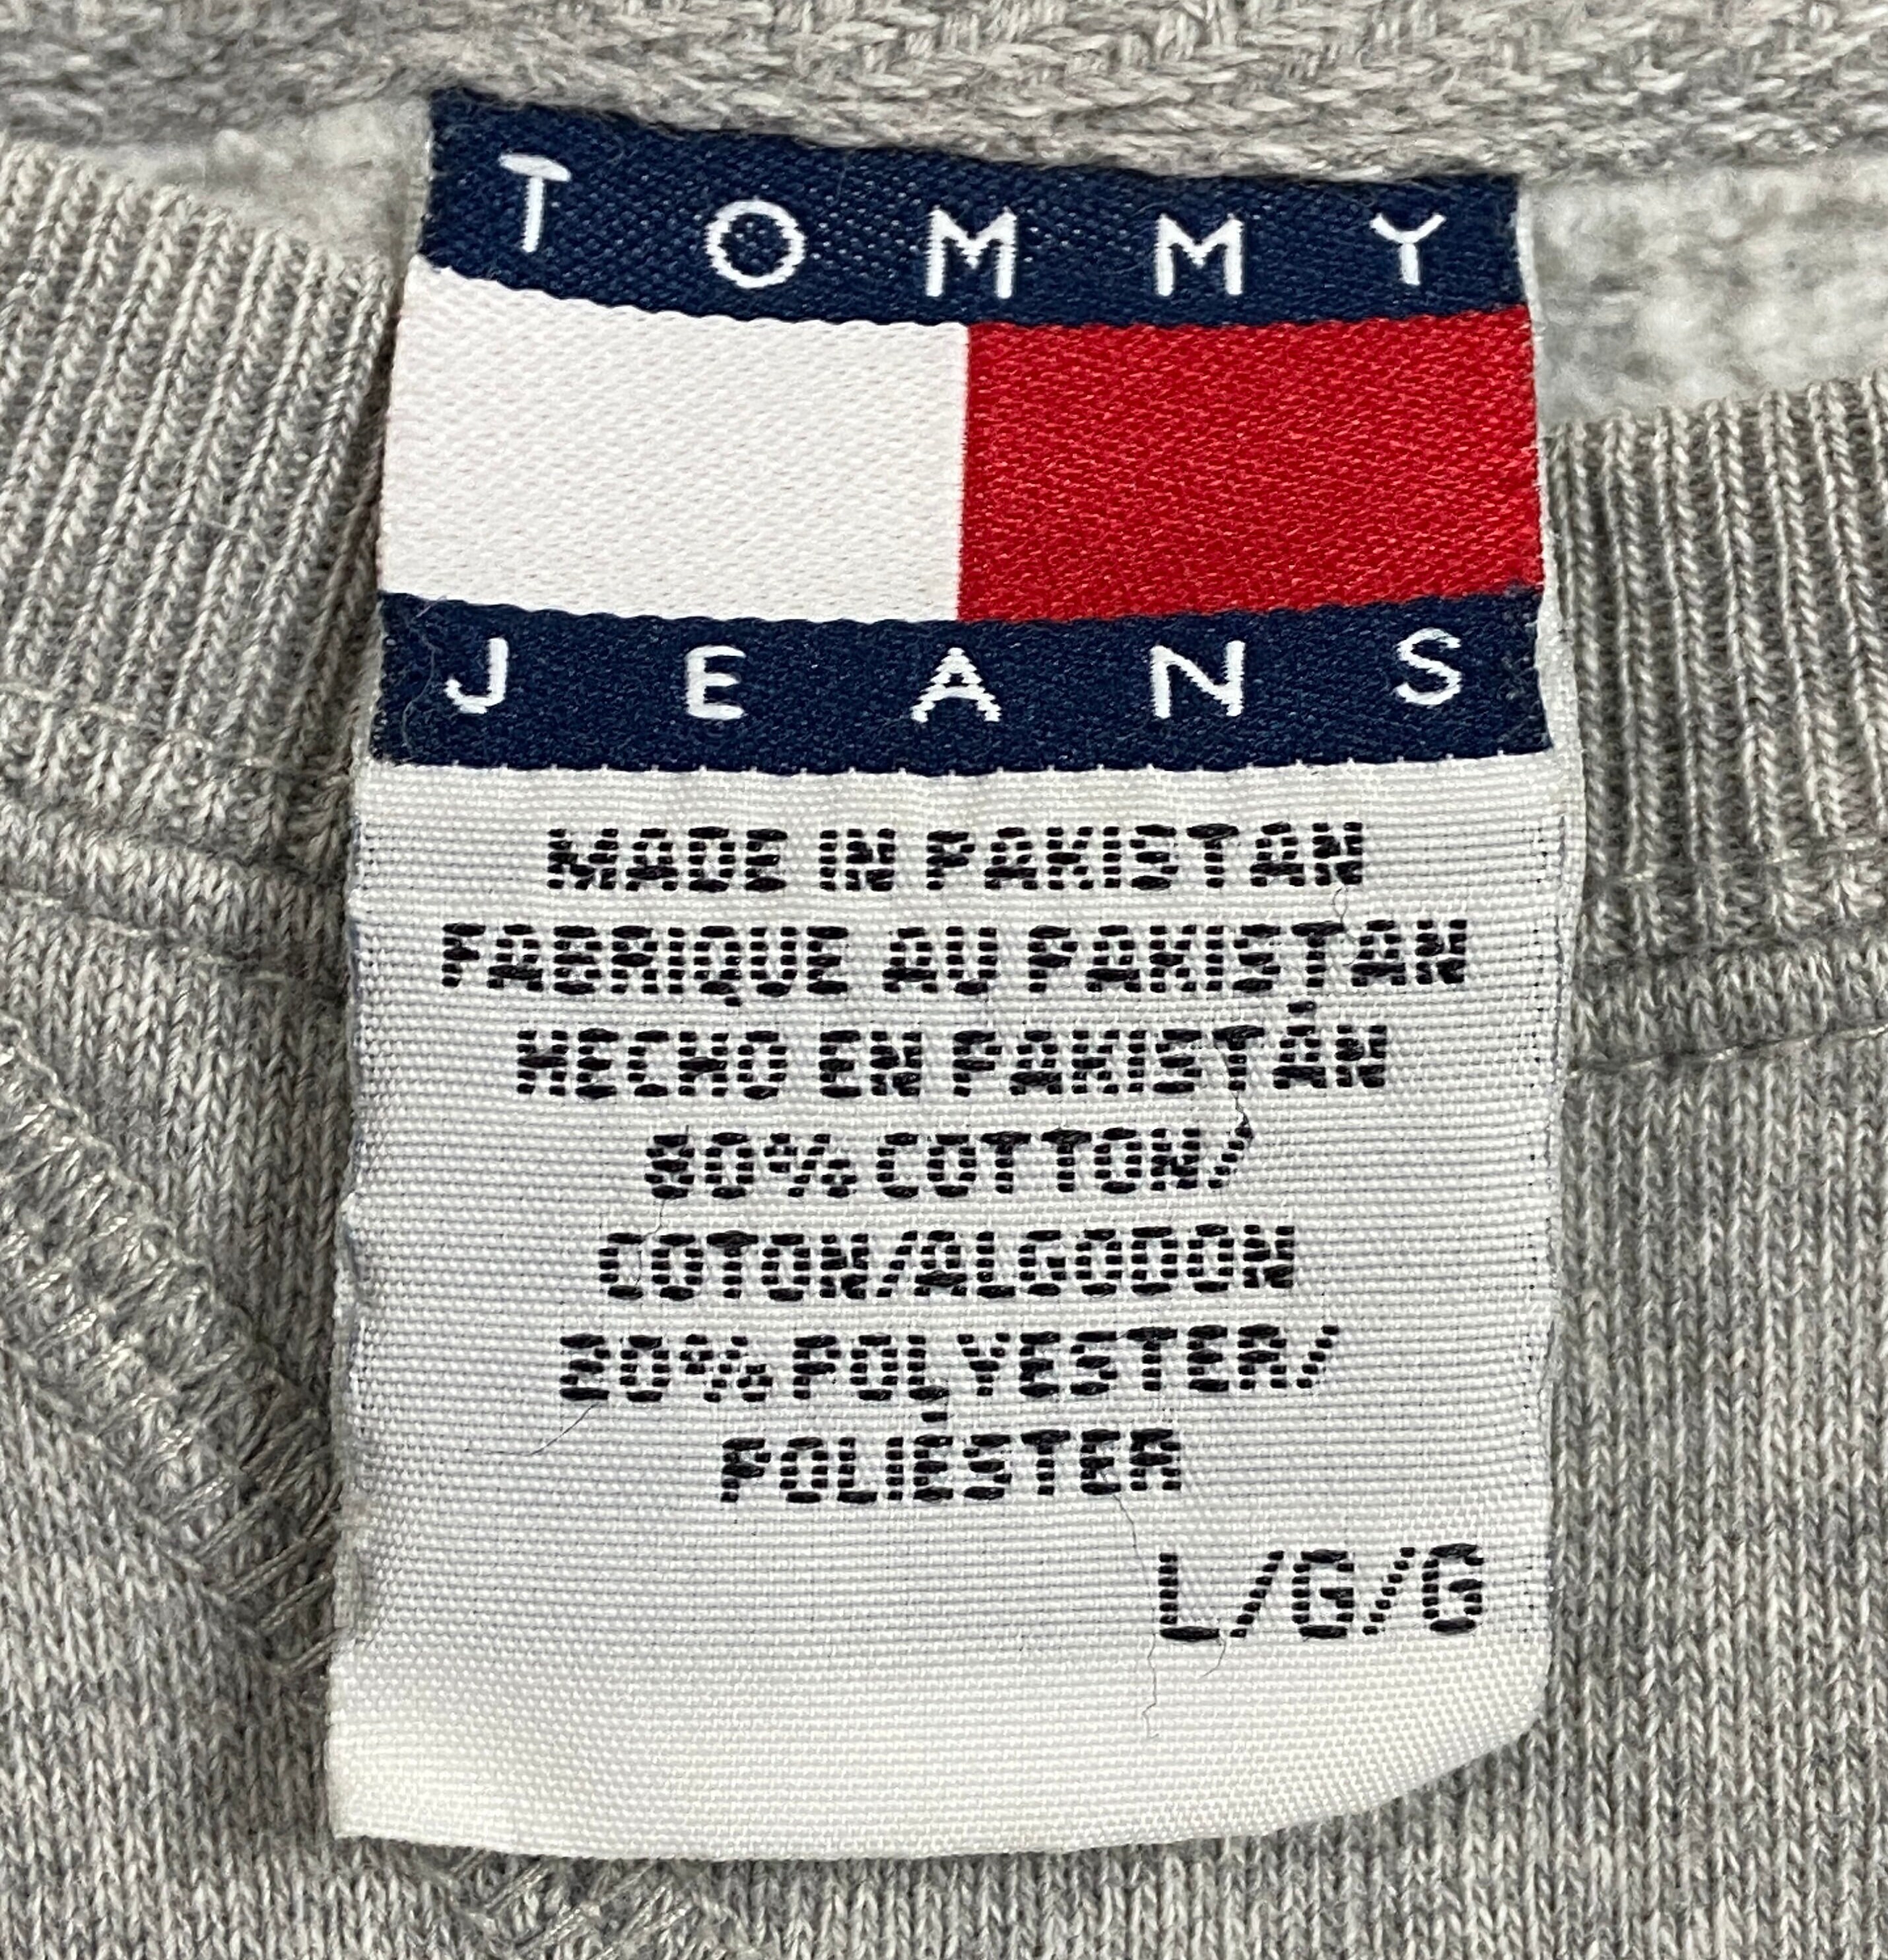 TOMMY
JEANS
MADE IN PAKISTAN
FABRIQUE AU PAKISTAN
HECHO EN PAKISTÁN
80% COTTON/
COTON/ALGODON
20% POLYESTER/
POLIÉSTER
L/G/G